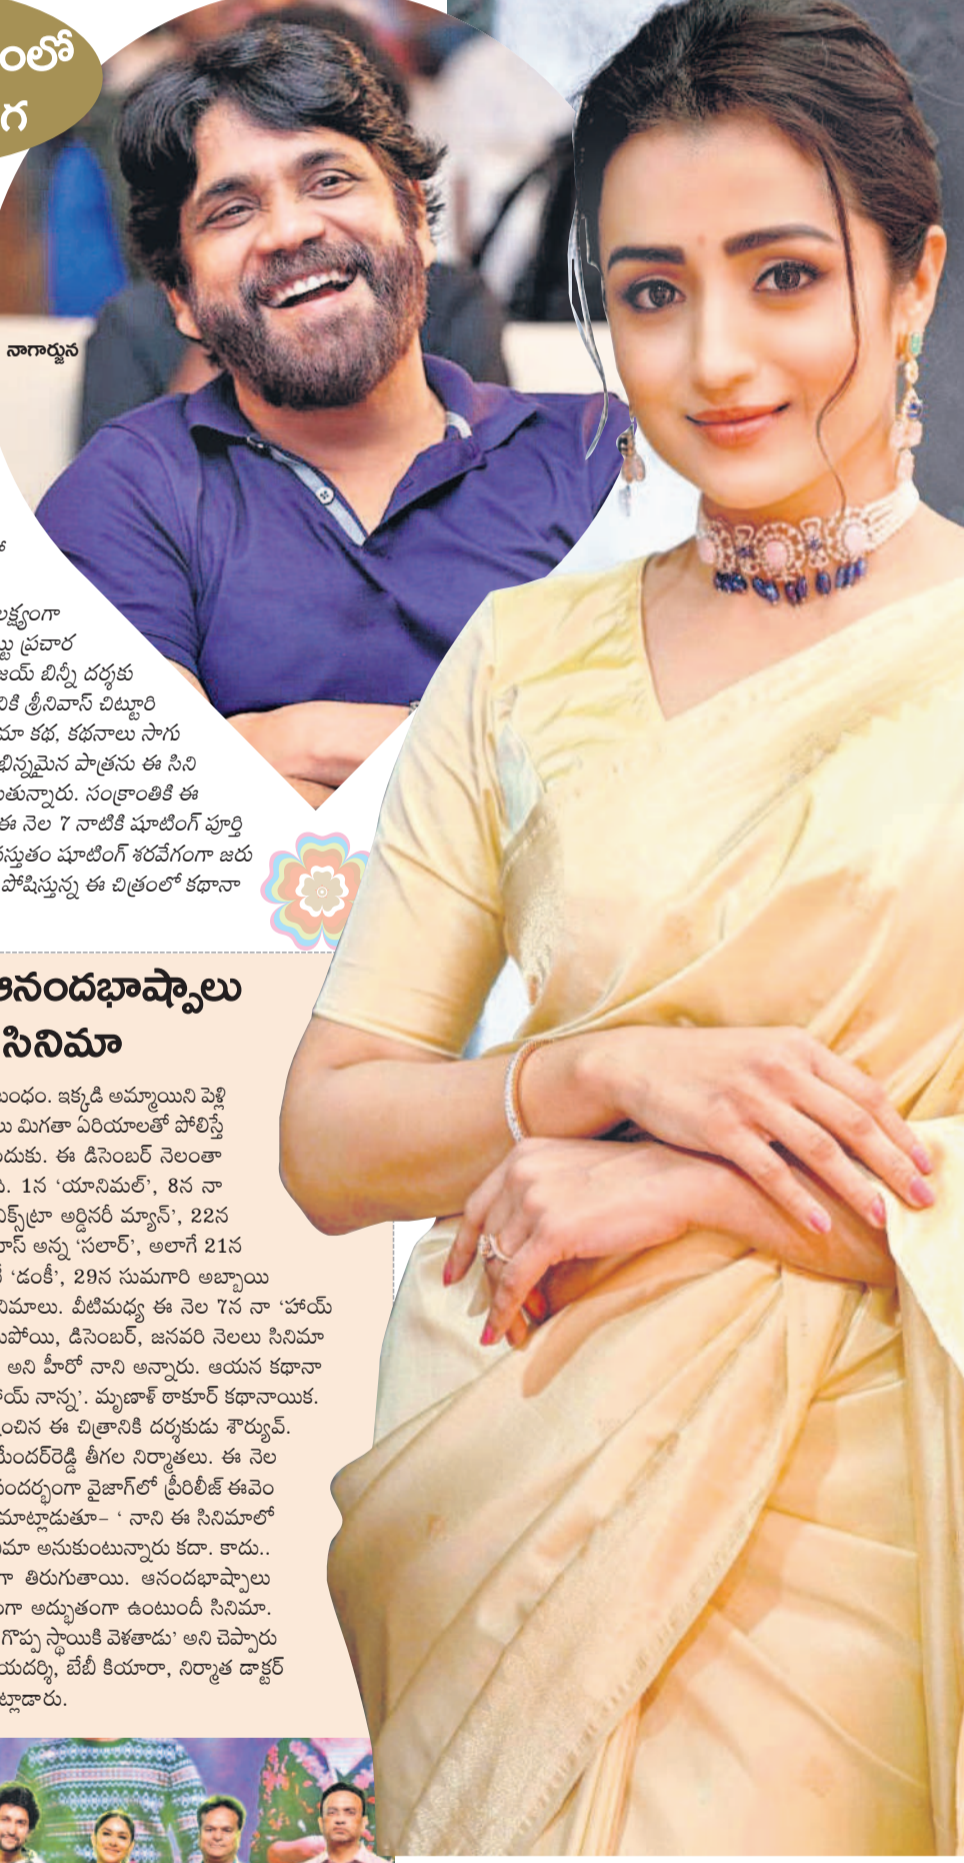 ంలో
గ
నాగార్జున
లక్ష్యంగా
ట్టు ప్రచార
జయ్ బిన్నీ దర్శకు
నికి శ్రీనివాస్ చిట్టూరి
మా కథ, కథనాలు సాగు
భిన్నమైన పాత్రను ఈ సిని
ుతున్నారు. సంక్రాంతికి ఈ
ఈ నెల 7 నాటికి షూటింగ్ పూర్తి
స్తుతం షూటింగ్ శరవేగంగా జరు
పోషిస్తున్న ఈ చిత్రంలో కథానా
ఆనందభాష్పాలు
సినిమా
బంధం. ఇక్కడి అమ్మాయిని పెళ్లి
లు మిగతా ఏరియాలతో పోలిస్తే
ందుకు. ఈ డిసెంబర్ నెలంతా
ి. 1న ‘యానిమల్’, 8న నా
ఎక్స్‌ట్రా ఆర్డినరీ మ్యాన్’, 22న
ాస్ అన్న ‘సలార్’, అలాగే 21న
‘డంకీ’, 29న సుమగారి అబ్బాయి
నిమాలు. వీటిమధ్య ఈ నెల 7న నా ‘హాయ్
పోయి, డిసెంబర్, జనవరి నెలలు సినిమా
అని హీరో నాని అన్నారు. ఆయన కథానా
ాయ్ నాన్న’. మృణాళ్ ఠాకూర్ కథానాయిక.
ించిన ఈ చిత్రానికి దర్శకుడు శౌర్యువ్.
ేందర్‌రెడ్డి తీగల నిర్మాతలు. ఈ నెల
సందర్భంగా వైజాగ్‌లో ప్రీరిలీజ్ ఈవెం
మాట్లాడుతూ– ‘ నాని ఈ సినిమాలో
ిమా అనుకుంటున్నారు కదా. కాదు..
గా తిరుగుతాయి. ఆనందభాష్పాలు
ంగా అద్భుతంగా ఉంటుందీ సినిమా.
గొప్ప స్థాయికి వెళతాడు’ అని చెప్పారు
యదర్శి, బేబీ కియారా, నిర్మాత డాక్టర్
ట్లాడారు.